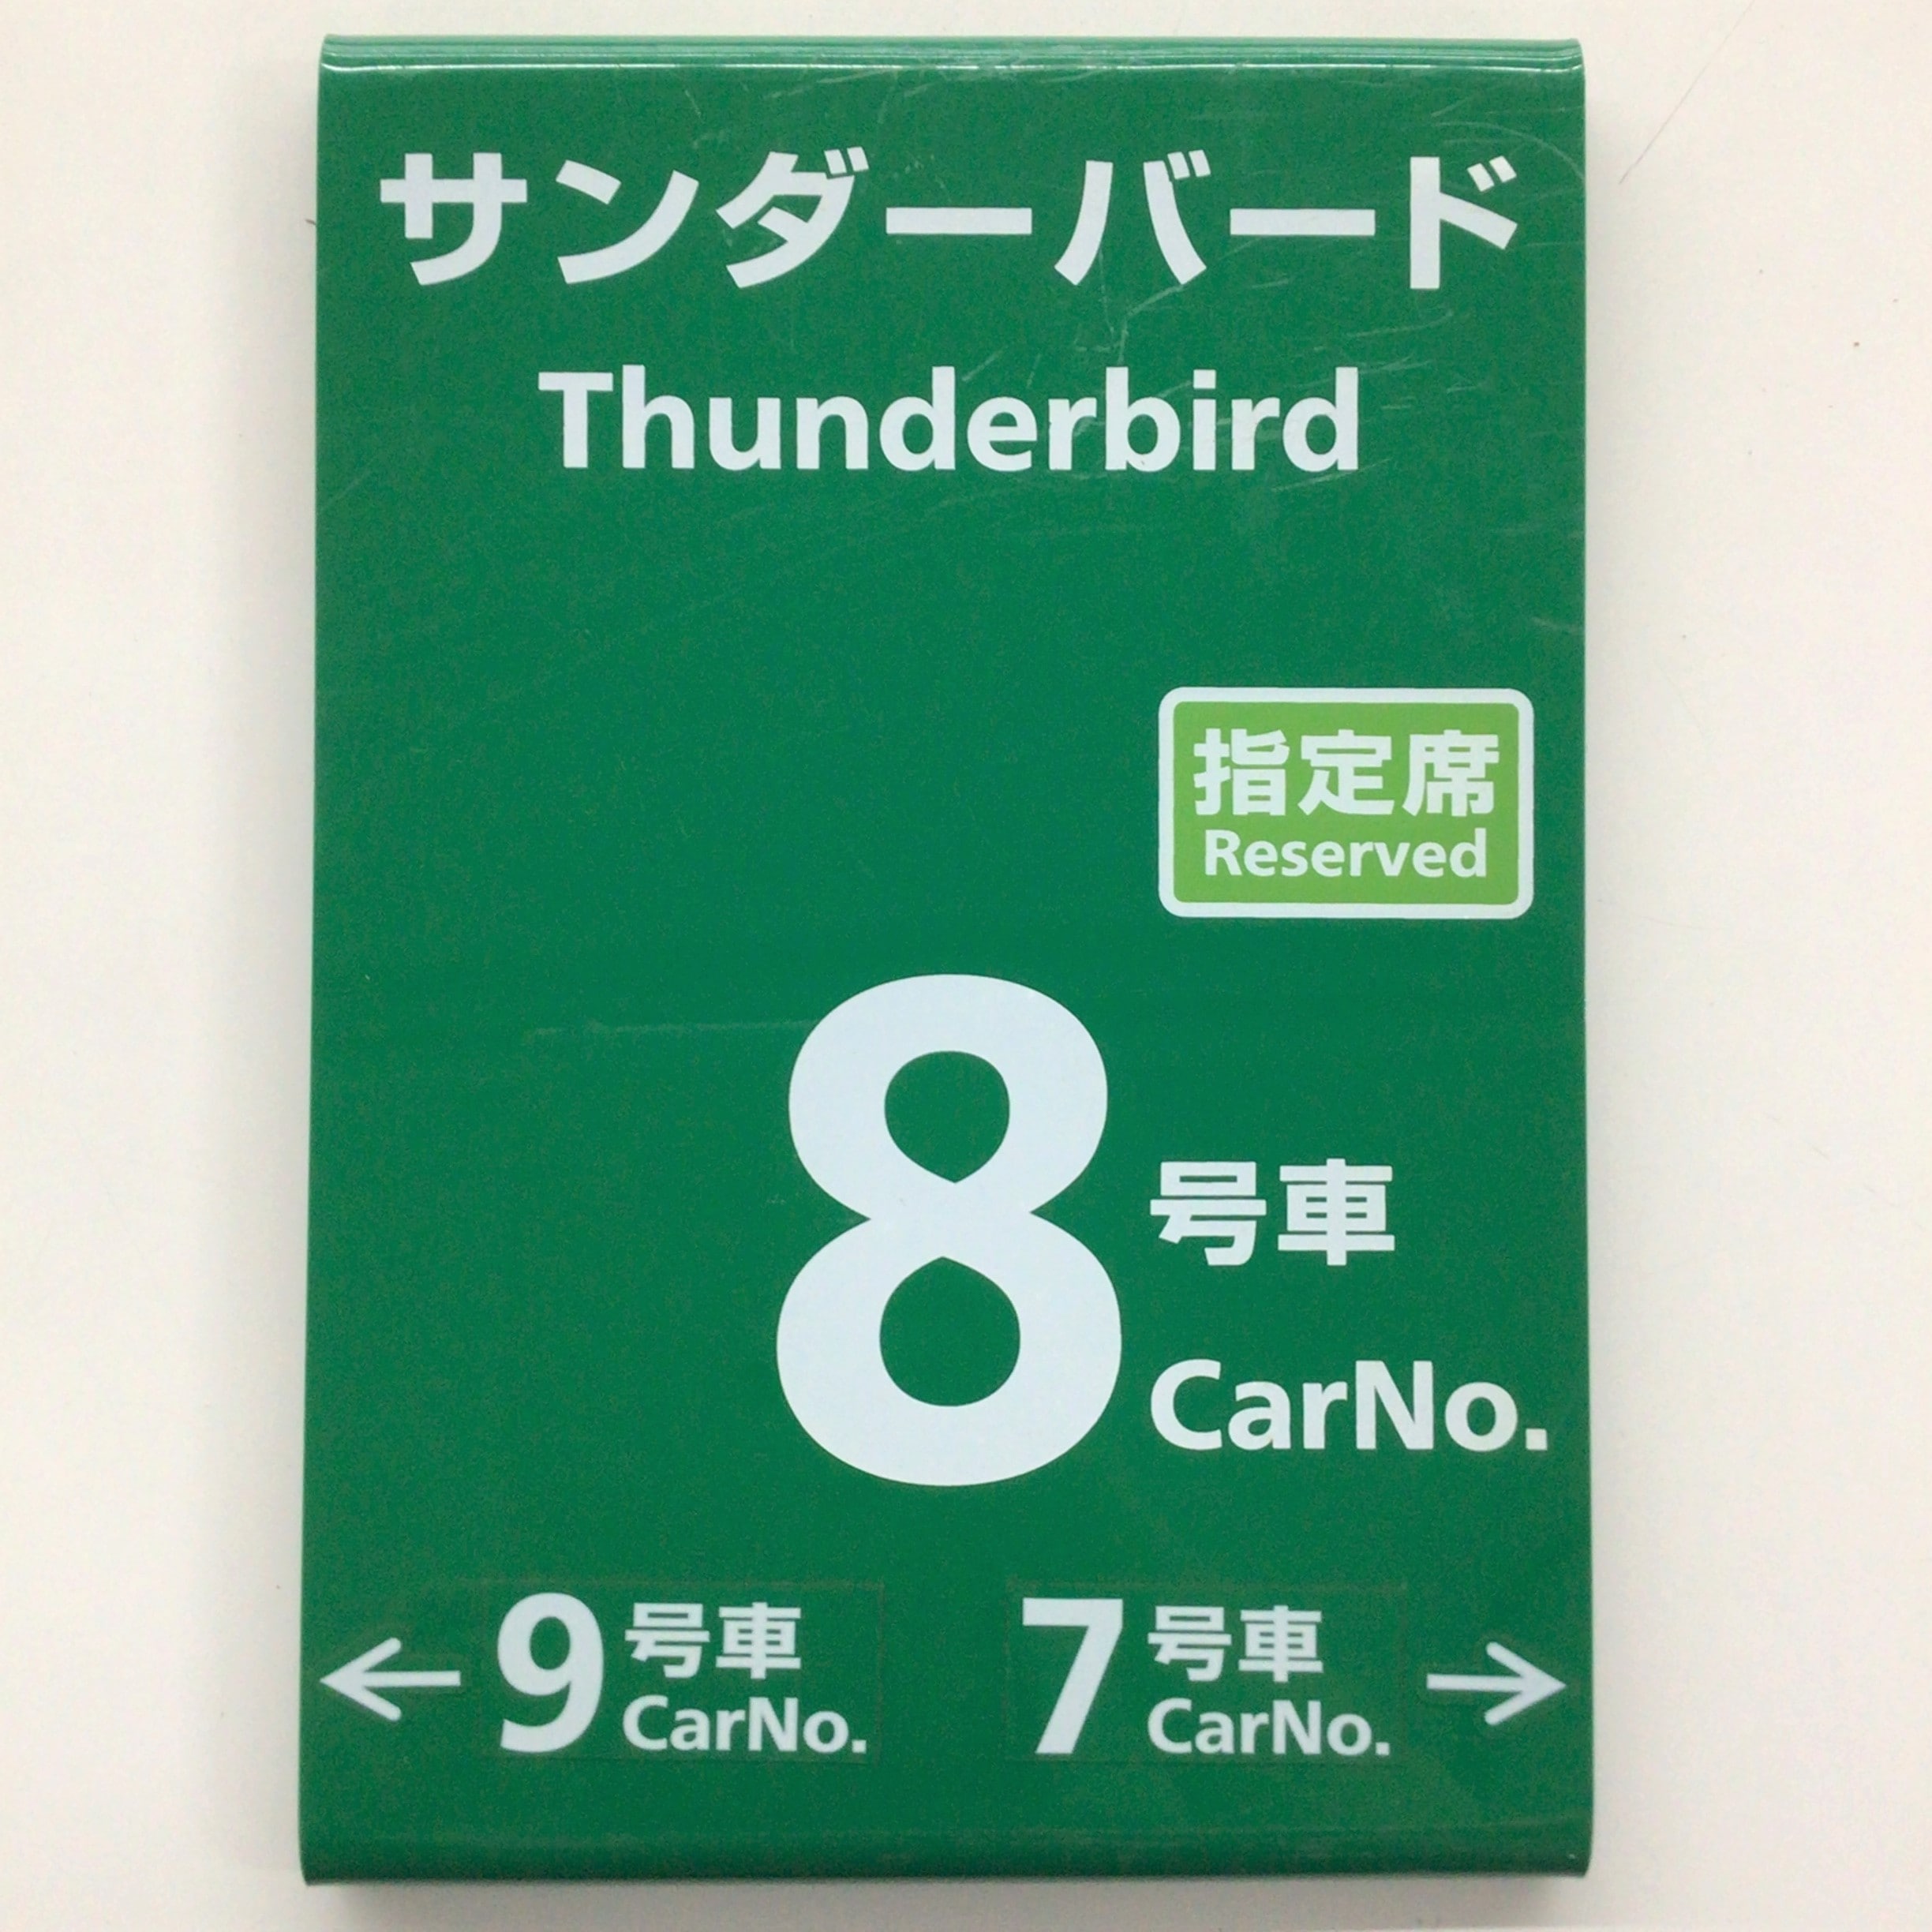 サンダーバード
Thunderbird
指定席
Reserved
8号車
CarNo.
←9号車 7号車→
CarNo. CarNo.